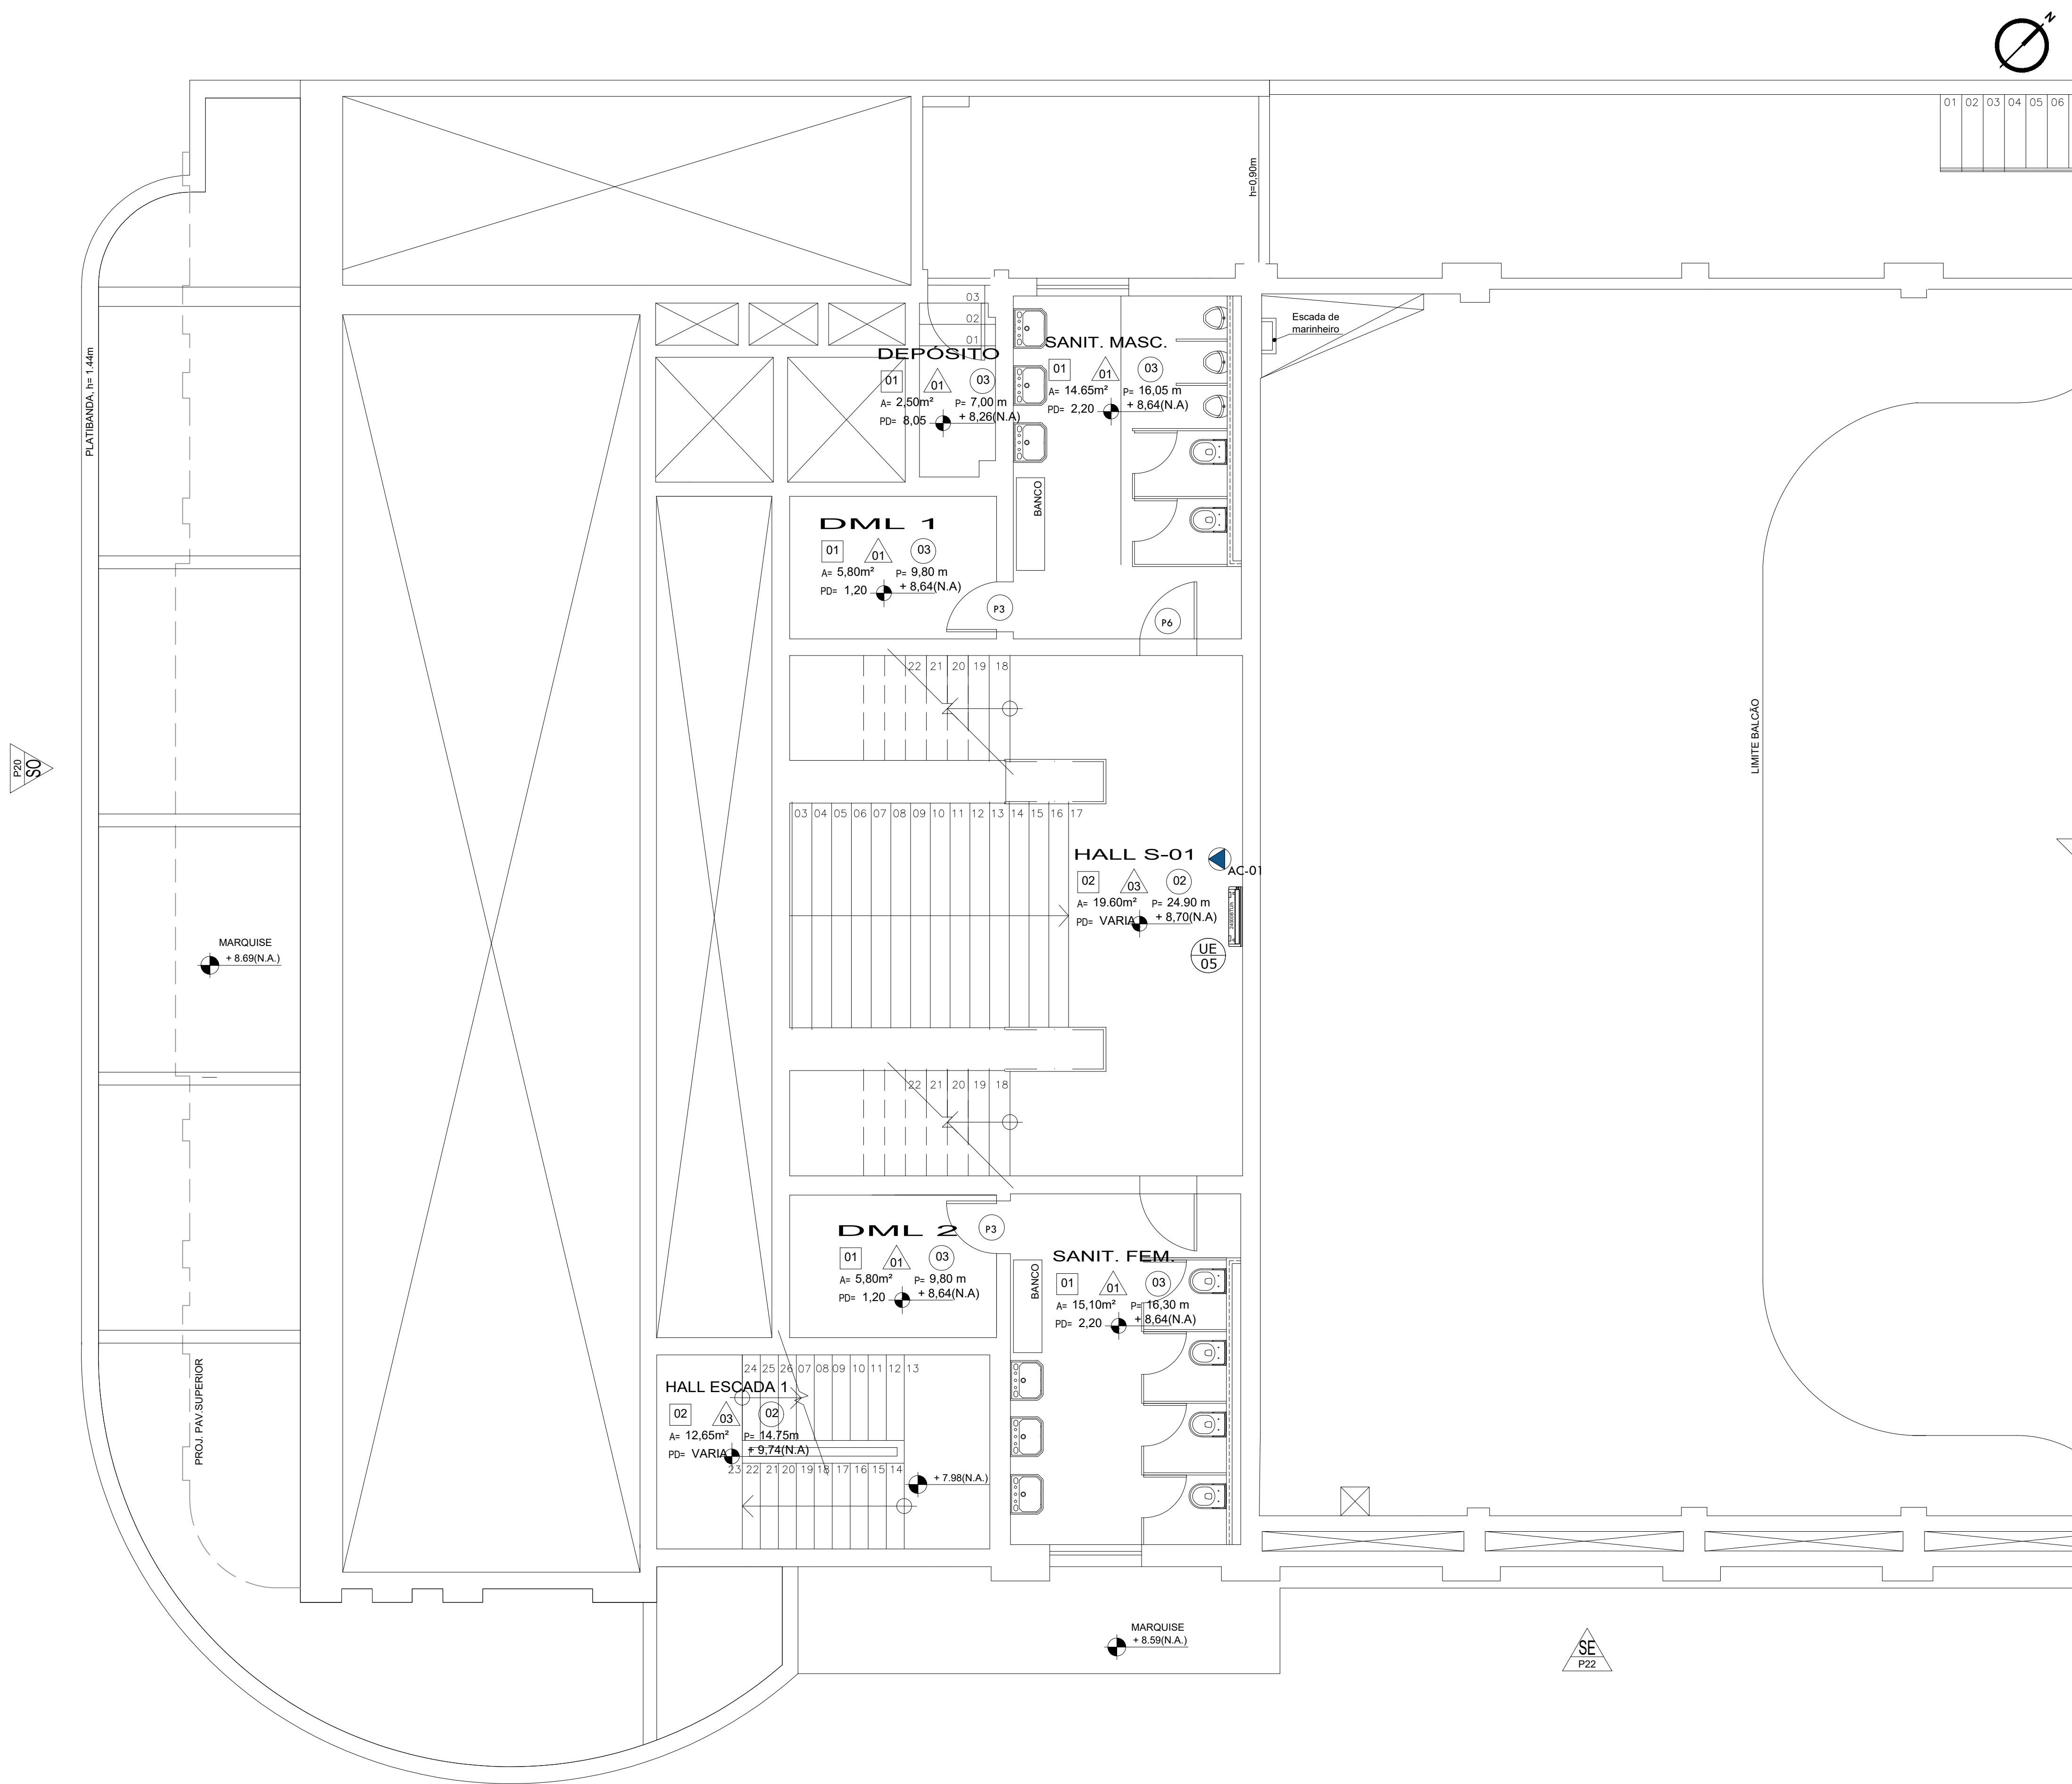 N
01 02 03 04 05 06
h=0,90m
PLATIBANDA, h= 1.44m
Escada de
marinheiro
03
02
01
DEPÓSITO
01 01 03
A= 2,50m² P= 7,00 m
PD= 8,05 + 8,26(N.A)
SANIT. MASC.
01 01 03
A= 14.65m² P= 16,05 m
PD= 2,20 + 8,64(N.A)
BANCO
DML 1
01 01 03
A= 5,80m² P= 9,80 m
PD= 1,20 + 8,64(N.A)
P3
P6
22 21 20 19 18
LIMITE BALCÃO
P20
SO
03 04 05 06 07 08 09 10 11 12 13 14 15 16 17
HALL S-01
AC-01
02 03 02
A= 19.60m² P= 24.90 m
PD= VARIA + 8,70(N.A)
UE
05
MARQUISE
+ 8.69(N.A.)
22 21 20 19 18
DML 2
01 01 03
A= 5,80m² P= 9,80 m
PD= 1,20 + 8,64(N.A)
P3
SANIT. FEM.
01 01 03
A= 15,10m² P= 16,30 m
PD= 2,20 + 8,64(N.A)
BANCO
PROJ. PAV.SUPERIOR
24 25 26 07 08 09 10 11 12 13
HALL ESCADA 1
02 03 02
A= 12,65m² P= 14.75m
PD= VARIA + 9,74(N.A)
23 22 21 20 19 18 17 16 15 14
+ 7.98(N.A.)
MARQUISE
+ 8.59(N.A.)
SE
P22